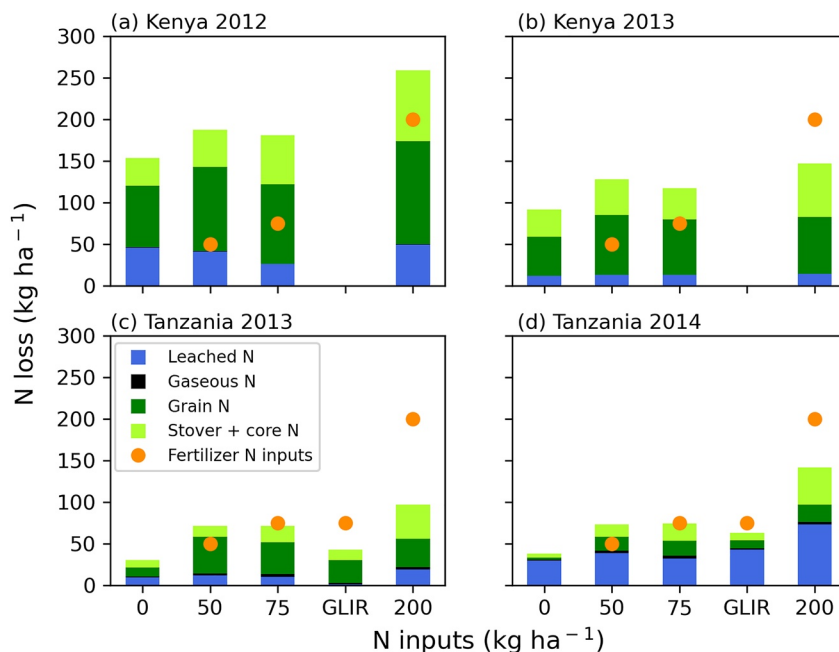 (a) Kenya 2012
(b) Kenya 2013
300
250
200
150
100
50
0
(c) Tanzania 2013
(d) Tanzania 2014
300
250
200
150
100
50
0
Leached N
Gaseous N
Grain N
Stover + core N
Fertilizer N inputs
0 50 75 GLIR 200
0 50 75 GLIR 200
N loss (kg ha⁻¹)
N inputs (kg ha⁻¹)